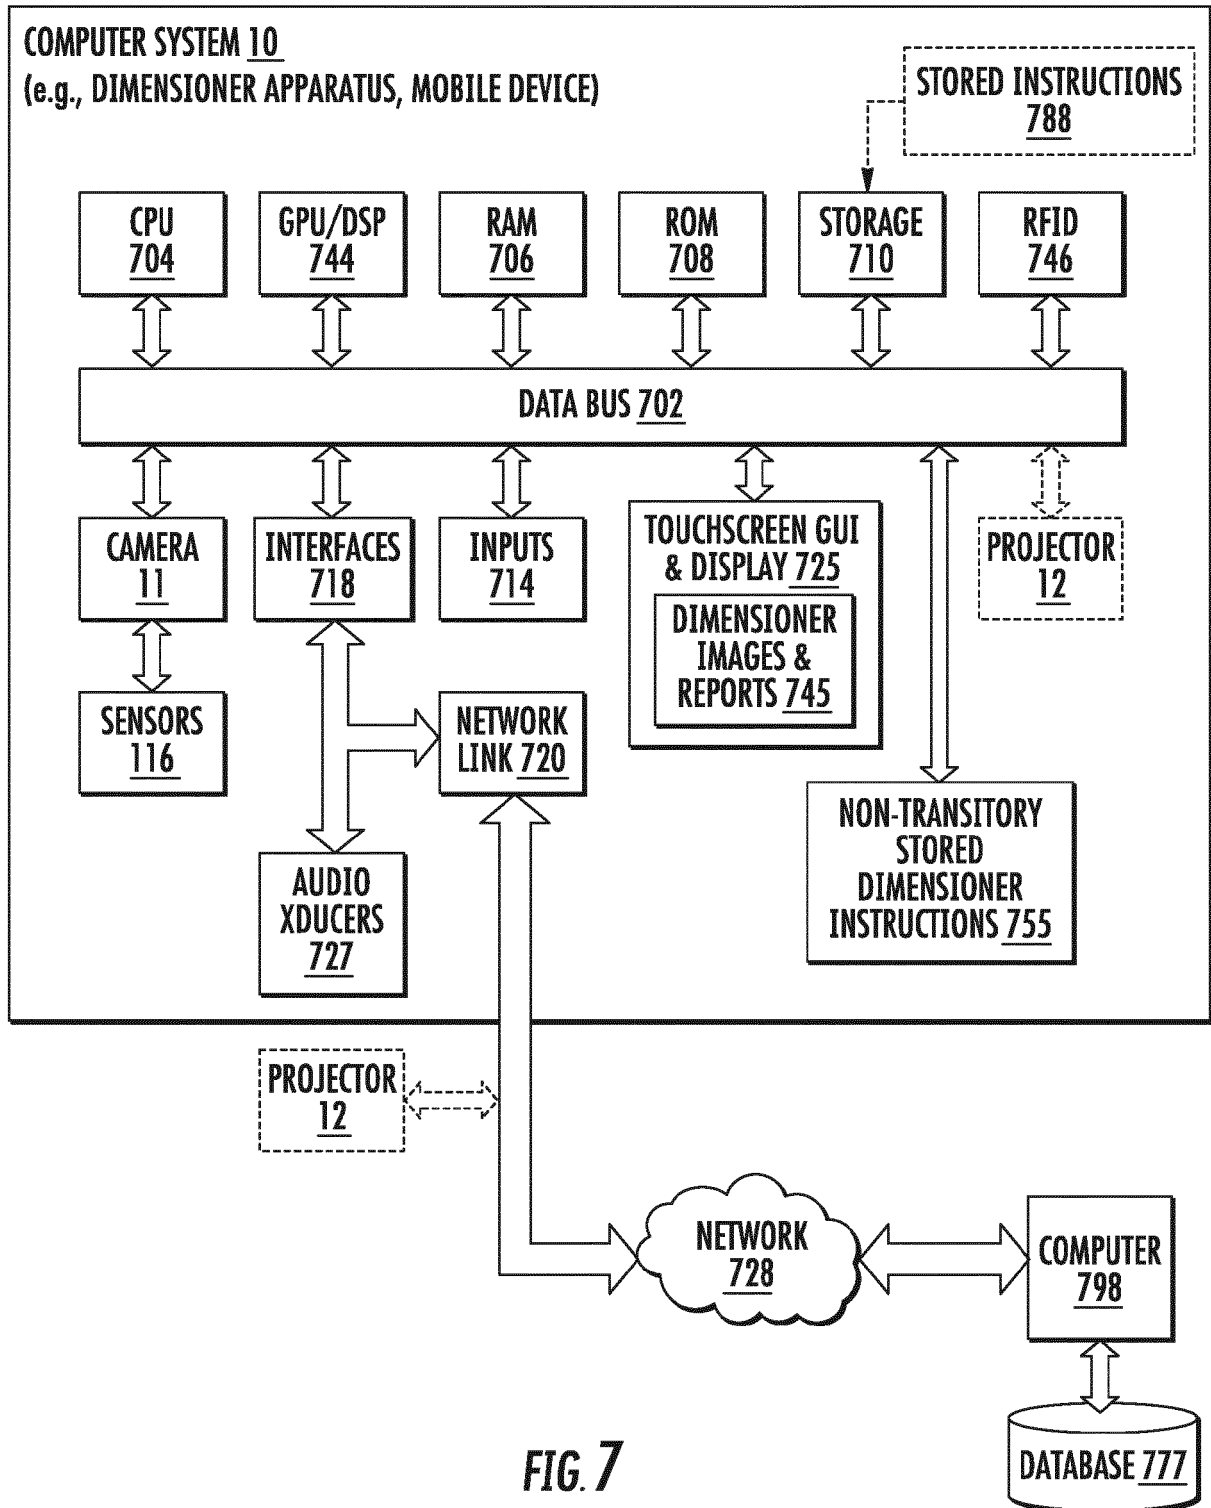 COMPUTER SYSTEM 10
(e.g., DIMENSIONER APPARATUS, MOBILE DEVICE)
STORED INSTRUCTIONS
788
CPU
704
GPU/DSP
744
RAM
706
ROM
708
STORAGE
710
RFID
746
DATA BUS 702
CAMERA
11
INTERFACES
718
INPUTS
714
TOUCHSCREEN GUI
& DISPLAY 725
DIMENSIONER
IMAGES &
REPORTS 745
PROJECTOR
12
SENSORS
116
NETWORK
LINK 720
NON-TRANSITORY
STORED
DIMENSIONER
INSTRUCTIONS 755
AUDIO
XDUCERS
727
PROJECTOR
12
NETWORK
728
COMPUTER
798
DATABASE 777
FIG. 7